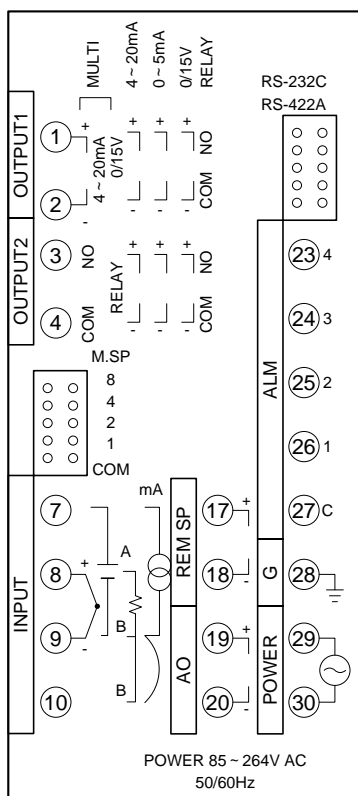 MULTI
4 ~ 20mA
0 ~ 5mA
0/15V
RELAY
RS-232C
RS-422A
OUTPUT1
1
+
4 ~ 20mA
0/15V
+
+
+
NO
2
-
-
-
-
COM
OUTPUT2
3
NO
RELAY
+
+
+
NO
4
COM
-
-
-
COM
ALM
23 4
24 3
25 2
26 1
27 C
M.SP
8
4
2
1
COM
INPUT
7
mA
8
+
A
9
-
B
10
B
REM SP
17
+
18
-
AO
19
+
20
-
G
28
POWER
29
30
POWER 85 ~ 264V AC
50/60Hz